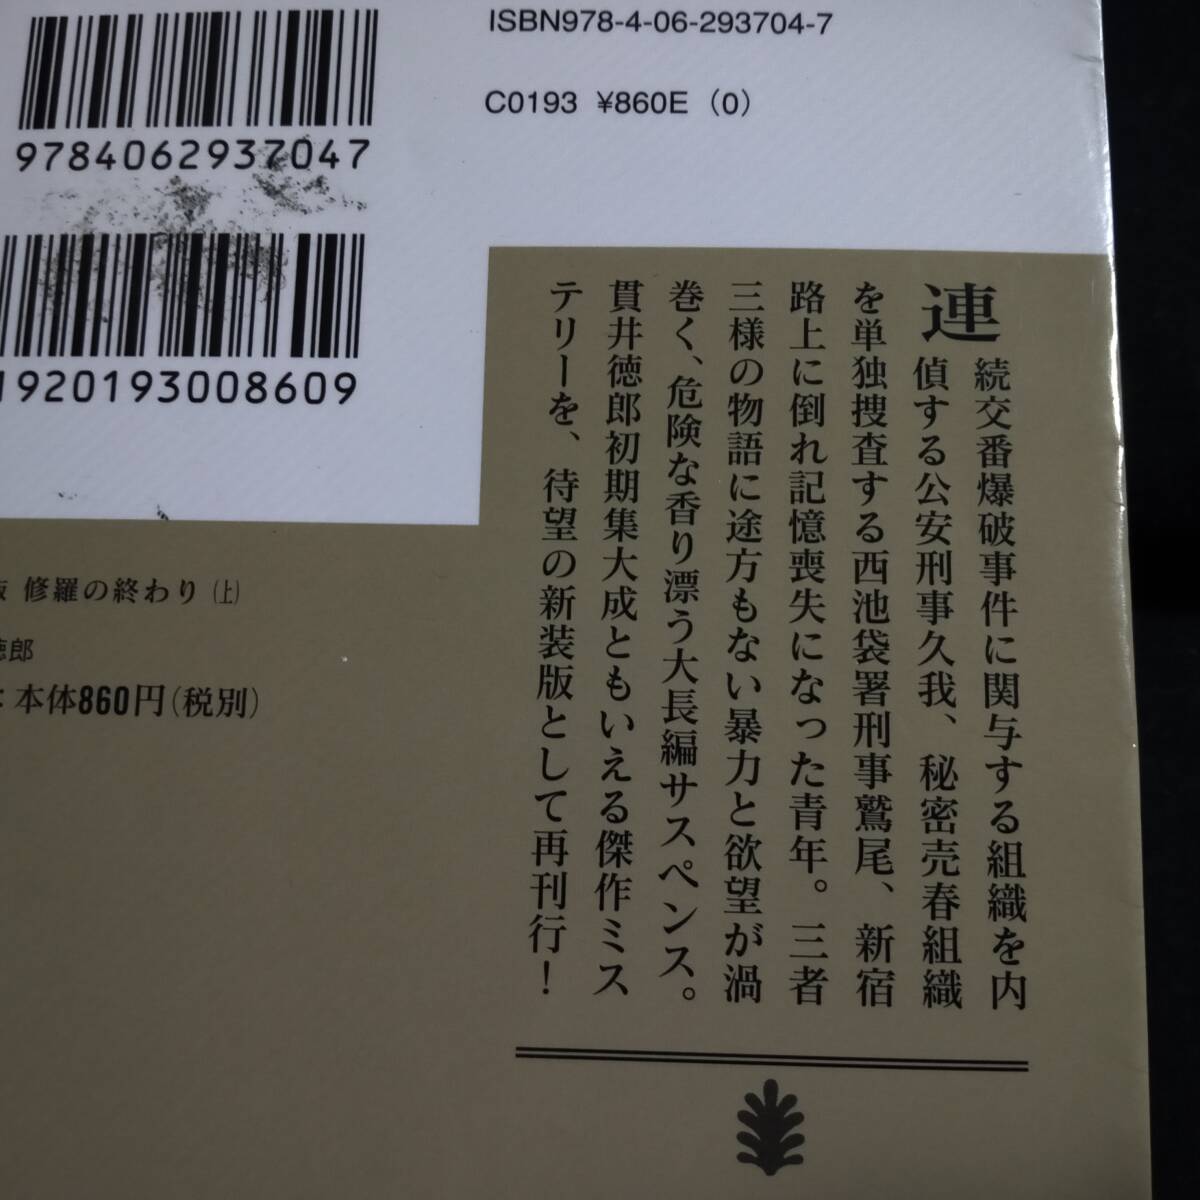 ISBN978-4-06-293704-7
C0193 ¥860E (0)
9784062937047
1920193008609
連続交番爆破事件に関与する組織を内
偵する公安刑事久我、秘密売春組織
を単独捜査する西池袋署刑事鷲尾、新宿
路上に倒れ記憶喪失になった青年。三者
三様の物語に途方もない暴力と欲望が渦
巻く、危険な香り漂う大長編サスペンス。
貫井徳郎初期集大成ともいえる傑作ミス
テリーを、待望の新装版として再刊行!
版 修羅の終わり(上)
徳郎
:本体860円(税別)